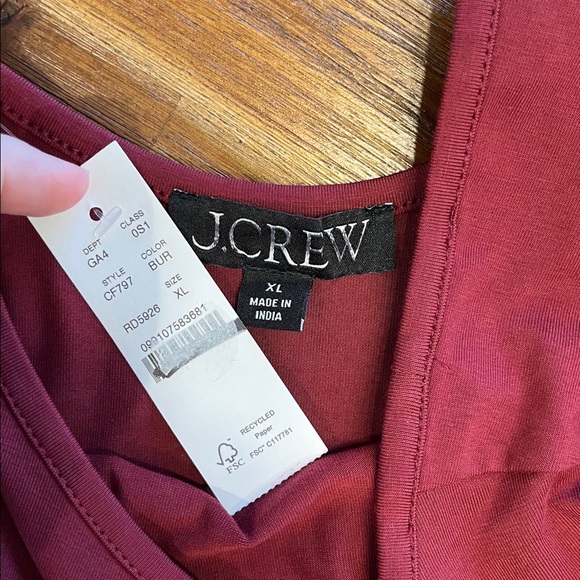 J.CREW
XL
MADE IN
INDIA
DEPT CLASS
GA4 0S1
STYLE COLOR
CF797 BUR
SIZE
RD5926 XL
099107583681
RECYCLED
Paper
FSC™ C117781
FSC